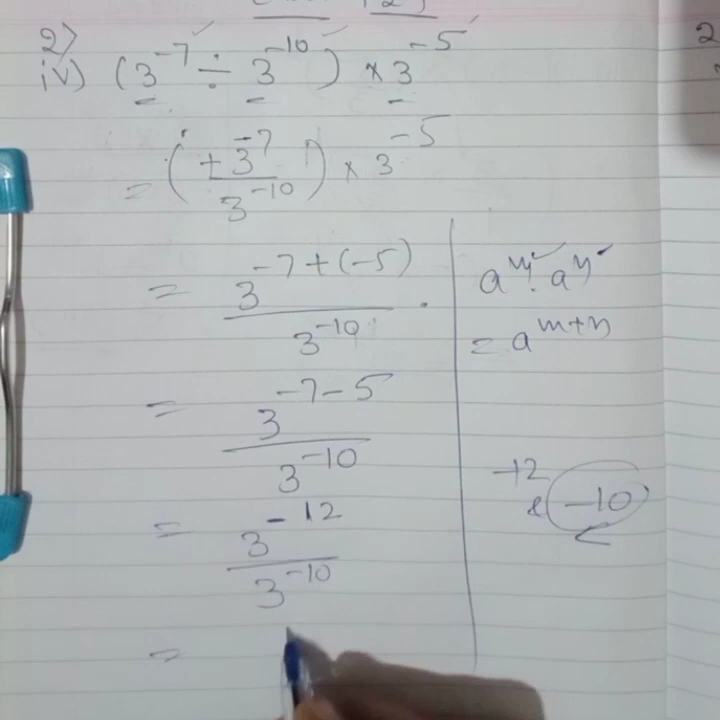 2)
iv) (3^-7 ÷ 3^-10) × 3^-5
= (+3^-7 / 3^-10) × 3^-5
= 3^-7+(-5) / 3^-10
= 3^-7-5 / 3^-10
= 3^-12 / 3^-10
=
a^m . a^n
= a^m+n
-12
& -10
<
2